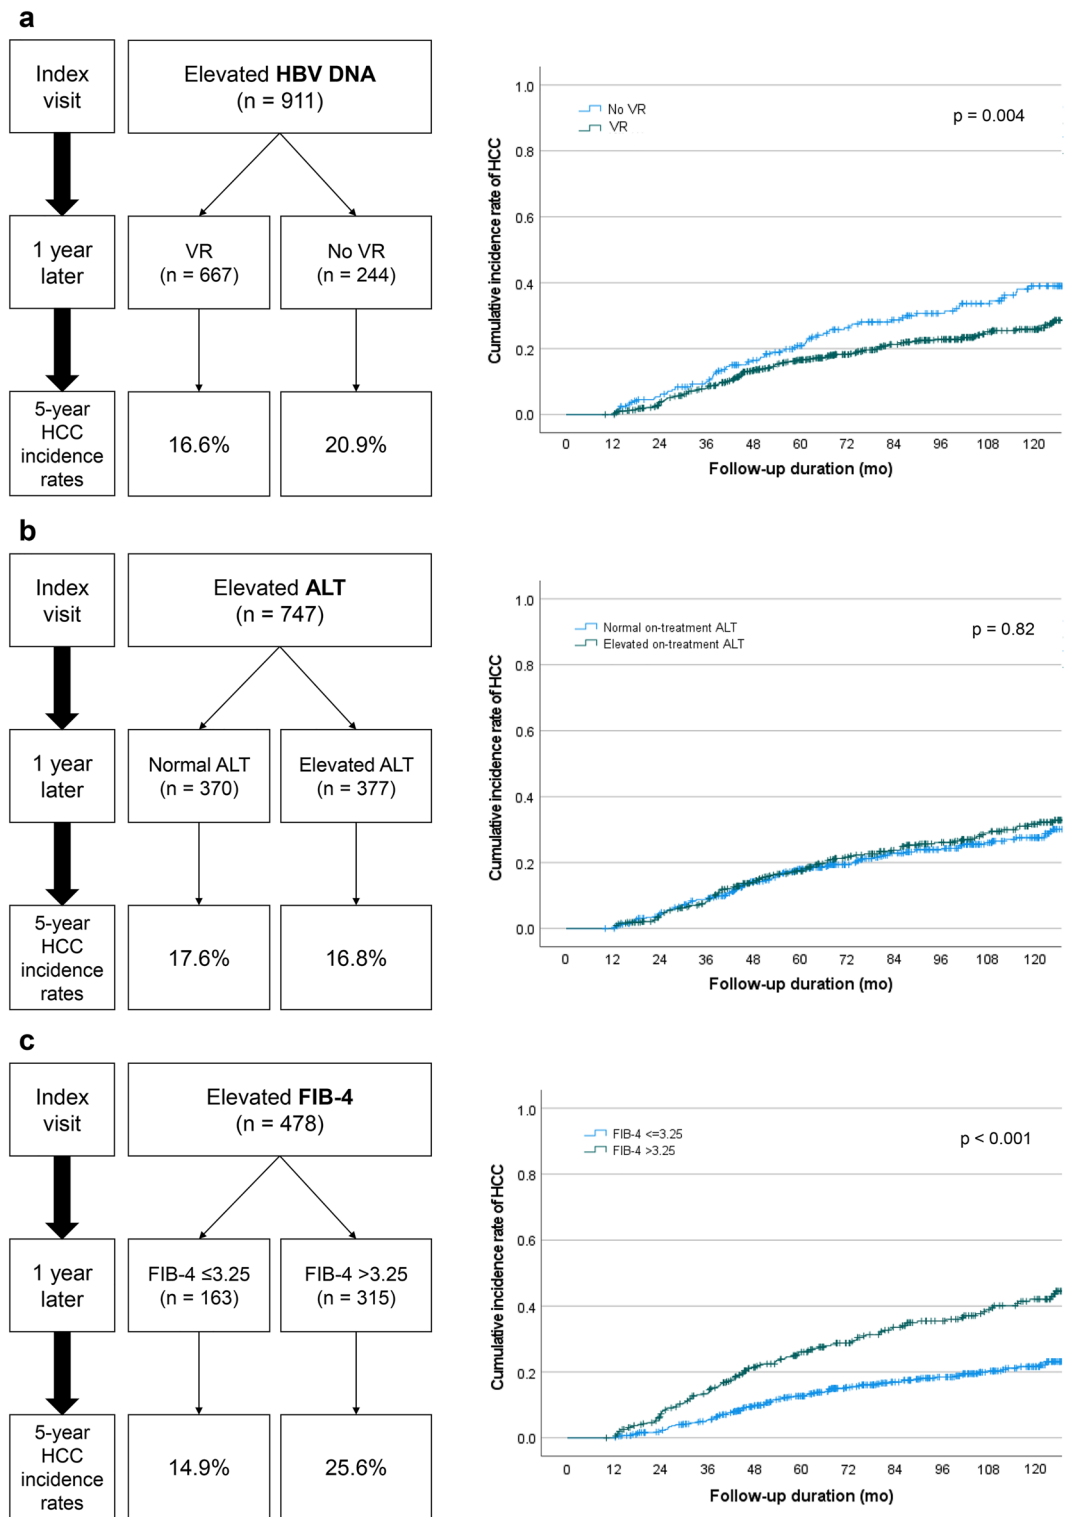 a
Index
visit
Elevated HBV DNA
(n = 911)
1 year
later
VR
(n = 667)
No VR
(n = 244)
5-year
HCC
incidence
rates
16.6%
20.9%
Cumulative incidence rate of HCC
1.0
0.8
0.6
0.4
0.2
0.0
No VR
VR
p = 0.004
0 12 24 36 48 60 72 84 96 108 120
Follow-up duration (mo)
b
Index
visit
Elevated ALT
(n = 747)
1 year
later
Normal ALT
(n = 370)
Elevated ALT
(n = 377)
5-year
HCC
incidence
rates
17.6%
16.8%
Cumulative incidence rate of HCC
1.0
0.8
0.6
0.4
0.2
0.0
Normal on-treatment ALT
Elevated on-treatment ALT
p = 0.82
0 12 24 36 48 60 72 84 96 108 120
Follow-up duration (mo)
c
Index
visit
Elevated FIB-4
(n = 478)
1 year
later
FIB-4 ≤3.25
(n = 163)
FIB-4 >3.25
(n = 315)
5-year
HCC
incidence
rates
14.9%
25.6%
Cumulative incidence rate of HCC
1.0
0.8
0.6
0.4
0.2
0.0
FIB-4 <=3.25
FIB-4 >3.25
p < 0.001
0 12 24 36 48 60 72 84 96 108 120
Follow-up duration (mo)